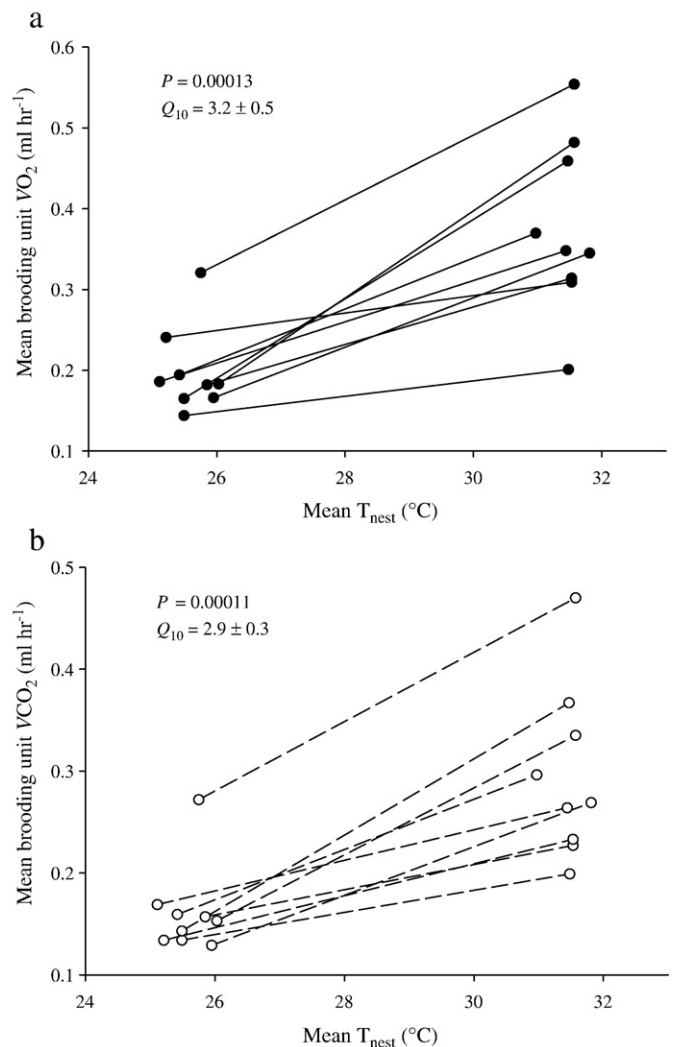 a
0.6
P = 0.00013
Q10 = 3.2 ± 0.5
0.5
0.4
0.3
0.2
0.1
Mean brooding unit VO2 (ml hr-1)
24 26 28 30 32
Mean Tnest (°C)
b
0.5
P = 0.00011
Q10 = 2.9 ± 0.3
0.4
0.3
0.2
0.1
Mean brooding unit VCO2 (ml hr-1)
24 26 28 30 32
Mean Tnest (°C)